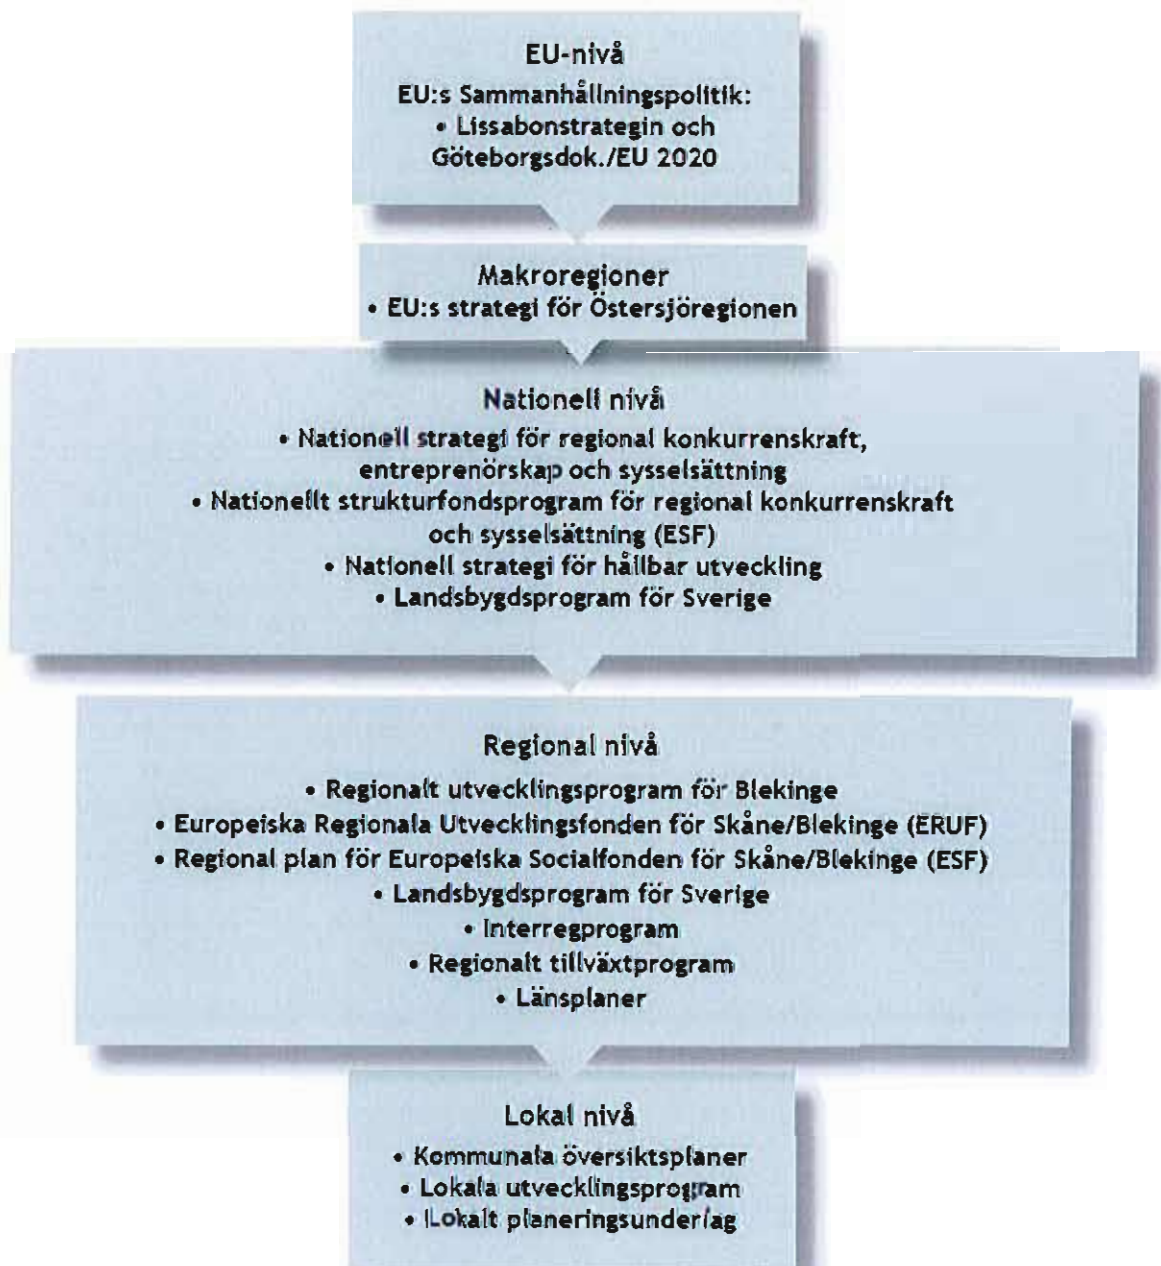 EU-nivå
EU:s Sammanhållningspolitik:
• Lissabonstrategin och
Göteborgsdok./EU 2020
Makroregioner
• EU:s strategi för Östersjöregionen
Nationell nivå
• Nationell strategi för regional konkurrenskraft,
entreprenörskap och sysselsättning
• Nationellt strukturfondsprogram för regional konkurrenskraft
och sysselsättning (ESF)
• Nationell strategi för hållbar utveckling
• Landsbygdsprogram för Sverige
Regional nivå
• Regionalt utvecklingsprogram för Blekinge
• Europeiska Regionala Utvecklingsfonden för Skåne/Blekinge (ERUF)
• Regional plan för Europeiska Socialfonden för Skåne/Blekinge (ESF)
• Landsbygdsprogram för Sverige
• Interregprogram
• Regionalt tillväxtprogram
• Länsplaner
Lokal nivå
• Kommunala översiktsplaner
• Lokala utvecklingsprogram
• Lokalt planeringsunderlag